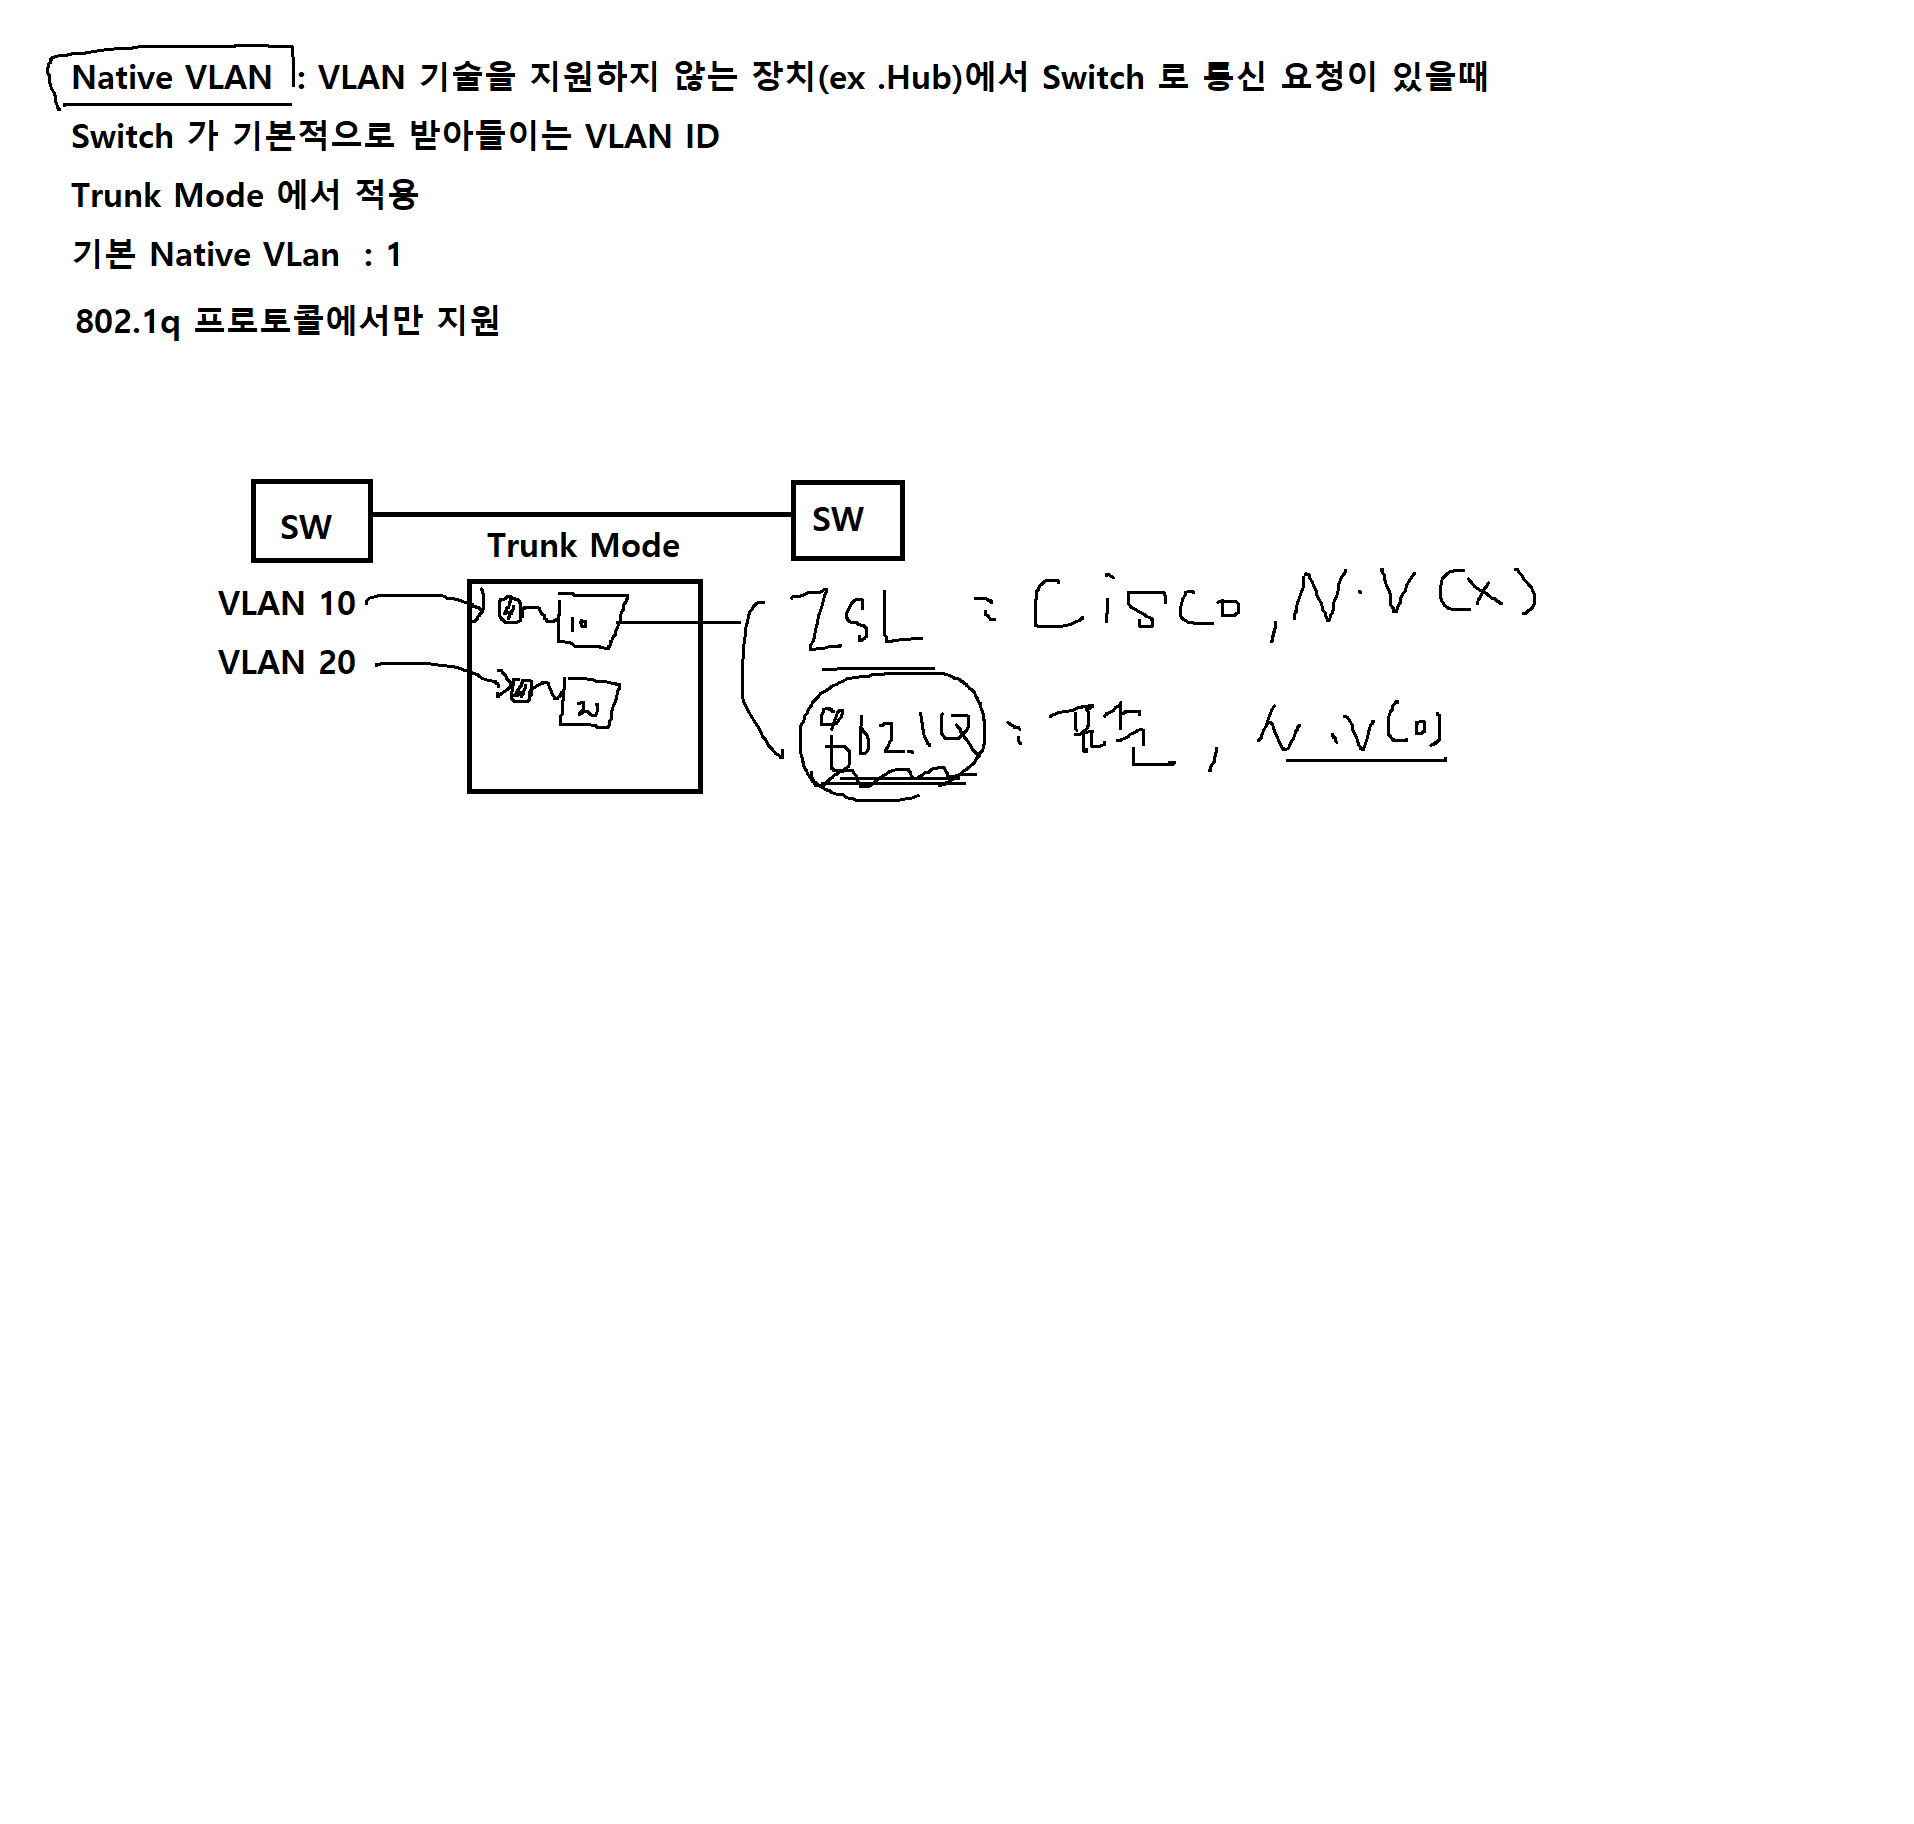 Native VLAN : VLAN 기술을 지원하지 않는 장치(ex .Hub)에서 Switch 로 통신 요청이 있을때
Switch 가 기본적으로 받아들이는 VLAN ID
Trunk Mode 에서 적용
기본 Native VLan : 1
802.1q 프로토콜에서만 지원
SW
SW
Trunk Mode
VLAN 10
10
ISL : Cisco, N.V(X)
VLAN 20
20
802.1Q : 표준, N.V(O)